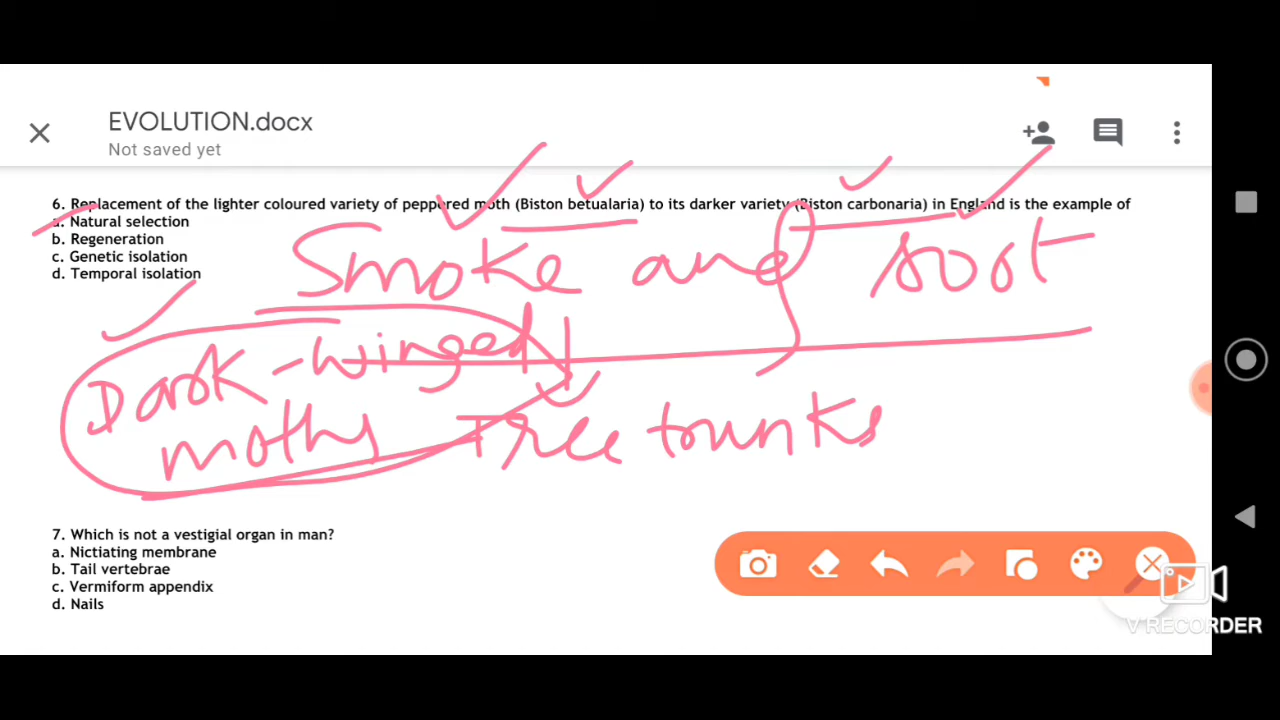 EVOLUTION.docx
Not saved yet
6. Replacement of the lighter coloured variety of peppered moth (Biston betualaria) to its darker variety (Biston carbonaria) in England is the example of
a. Natural selection
b. Regeneration
c. Genetic isolation
d. Temporal isolation
Smoke and soot
Dark-winged
moths Tree trunks
7. Which is not a vestigial organ in man?
a. Nictiating membrane
b. Tail vertebrae
c. Vermiform appendix
d. Nails
V RECORDER